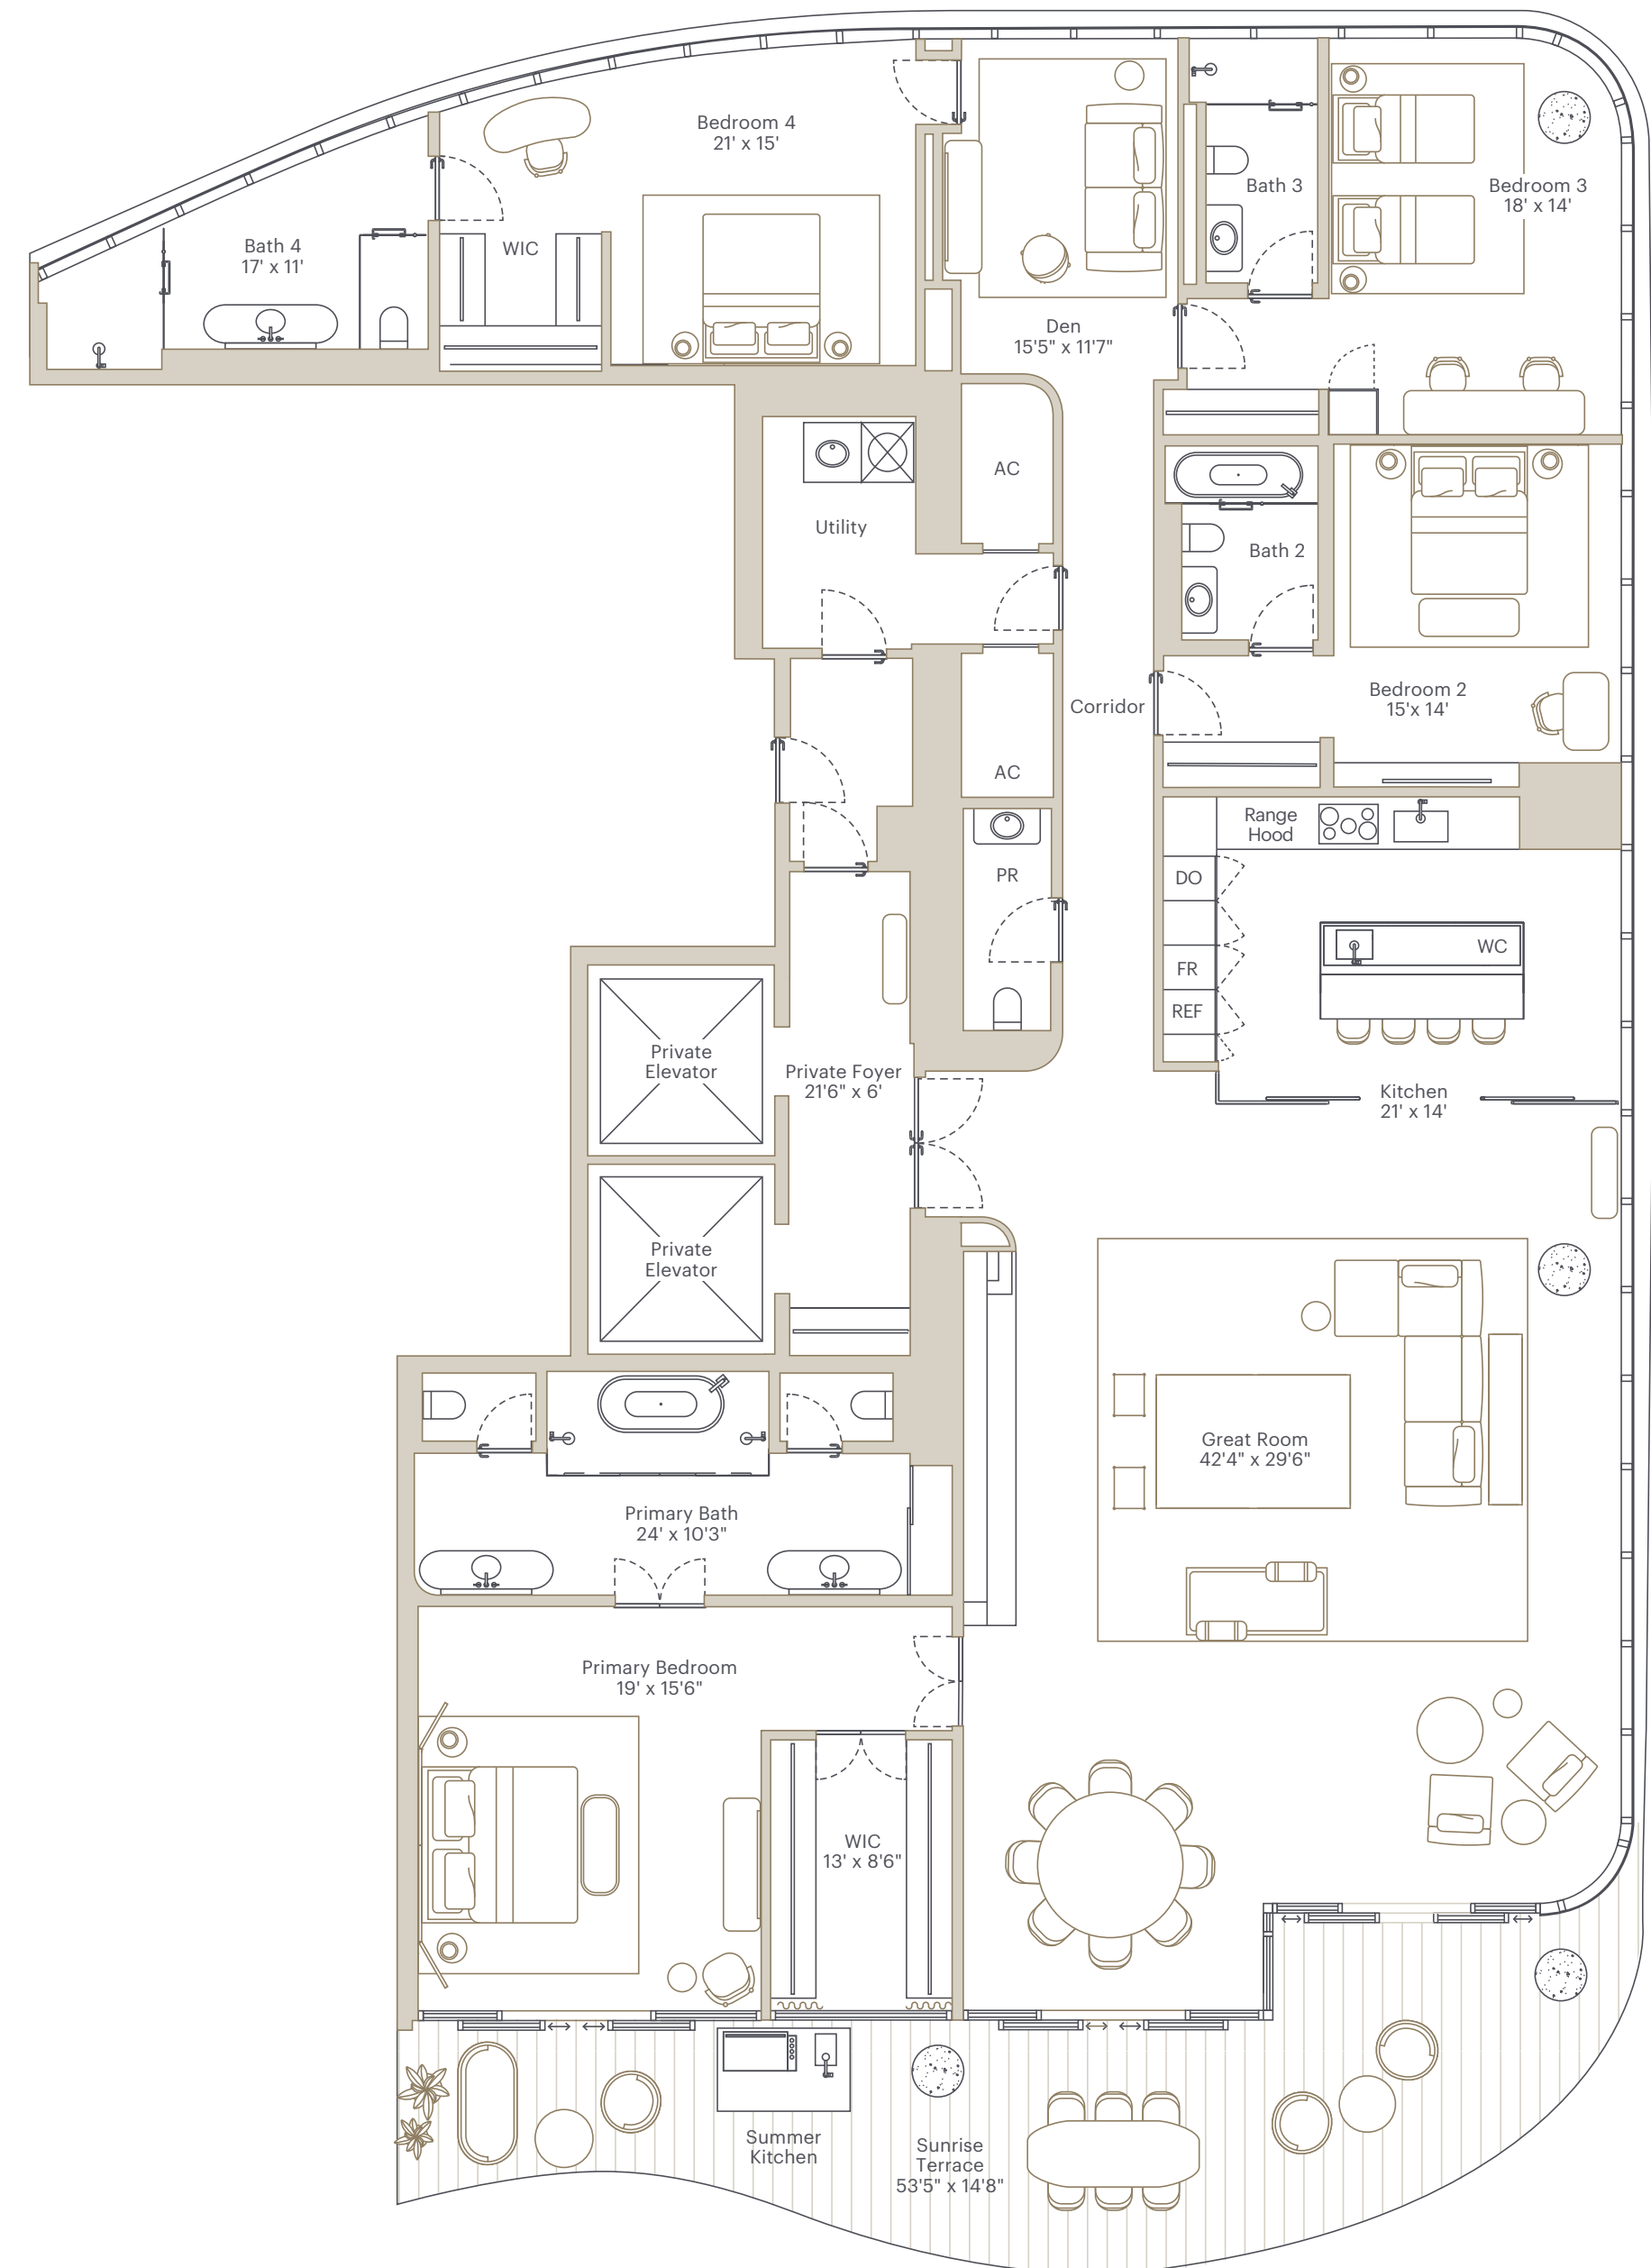 Bedroom 4
21' x 15'
Bath 3
Bedroom 3
18' x 14'
Bath 4
17' x 11'
WIC
Den
15'5" x 11'7"
AC
Utility
Bath 2
Bedroom 2
15'x 14'
Corridor
AC
Range
Hood
PR
DO
WC
FR
REF
Private
Elevator
Private Foyer
21'6" x 6'
Kitchen
21' x 14'
Private
Elevator
Great Room
42'4" x 29'6"
Primary Bath
24' x 10'3"
Primary Bedroom
19' x 15'6"
WIC
13' x 8'6"
Summer
Kitchen
Sunrise
Terrace
53'5" x 14'8"